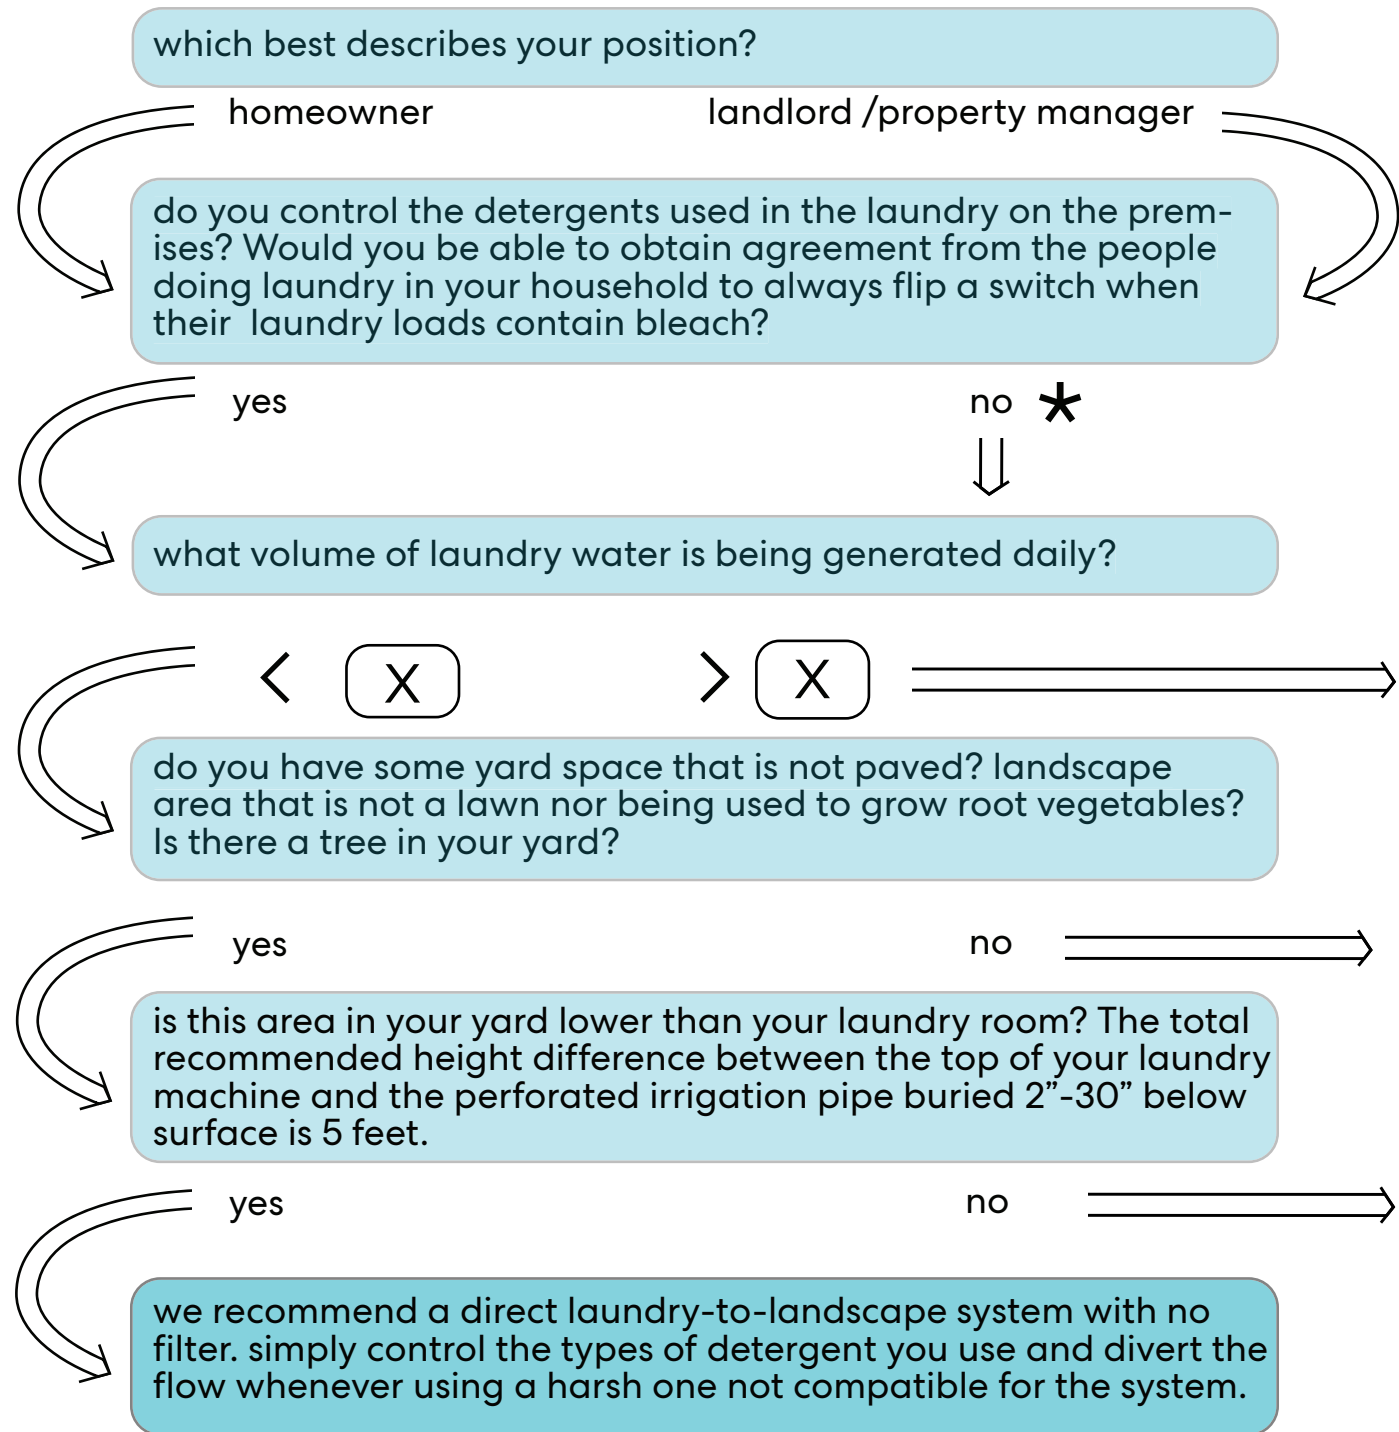 which best describes your position?
homeowner
landlord /property manager
do you control the detergents used in the laundry on the prem-
ises? Would you be able to obtain agreement from the people
doing laundry in your household to always flip a switch when
their  laundry loads contain bleach?
yes
no *
what volume of laundry water is being generated daily?
< X
> X
do you have some yard space that is not paved? landscape
area that is not a lawn nor being used to grow root vegetables?
Is there a tree in your yard?
yes
no
is this area in your yard lower than your laundry room? The total
recommended height difference between the top of your laundry
machine and the perforated irrigation pipe buried 2”-30” below
surface is 5 feet.
yes
no
we recommend a direct laundry-to-landscape system with no
filter. simply control the types of detergent you use and divert the
flow whenever using a harsh one not compatible for the system.